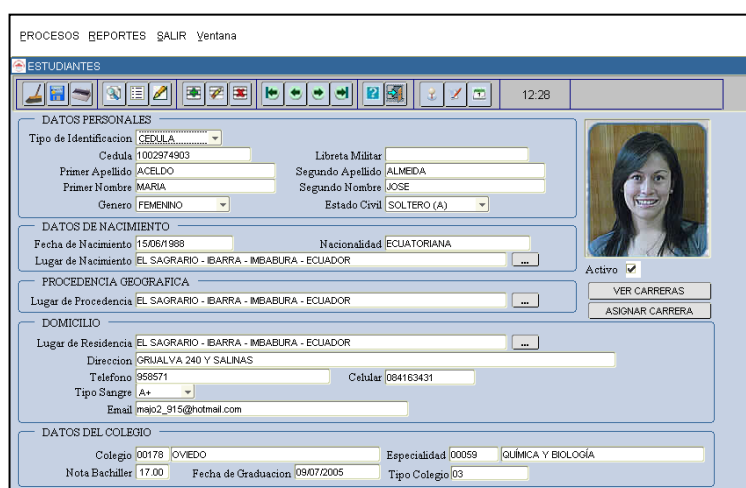 PROCESOS REPORTES SALIR Ventana
ESTUDIANTES
12:28
DATOS PERSONALES
Tipo de Identificacion CEDULA
Cedula 1002974903 Libreta Militar
Primer Apellido ACELDO Segundo Apellido ALMEIDA
Primer Nombre MARIA Segundo Nombre JOSE
Genero FEMENINO Estado Civil SOLTERO (A)
DATOS DE NACIMIENTO
Fecha de Nacimiento 15/06/1988 Nacionalidad ECUATORIANA
Lugar de Nacimiento EL SAGRARIO - IBARRA - IMBABURA - ECUADOR ...
Activo
PROCEDENCIA GEOGRAFICA
VER CARRERAS
Lugar de Procedencia EL SAGRARIO - IBARRA - IMBABURA - ECUADOR ...
ASIGNAR CARRERA
DOMICILIO
Lugar de Residencia EL SAGRARIO - IBARRA - IMBABURA - ECUADOR ...
Direccion GRIJALVA 240 Y SALINAS
Telefono 958571 Celular 084163431
Tipo Sangre A+
Email majo2_915@hotmail.com
DATOS DEL COLEGIO
Colegio 00178 OVIEDO Especialidad 00059 QUÍMICA Y BIOLOGÍA
Nota Bachiller 17.00 Fecha de Graduacion 09/07/2005 Tipo Colegio 03